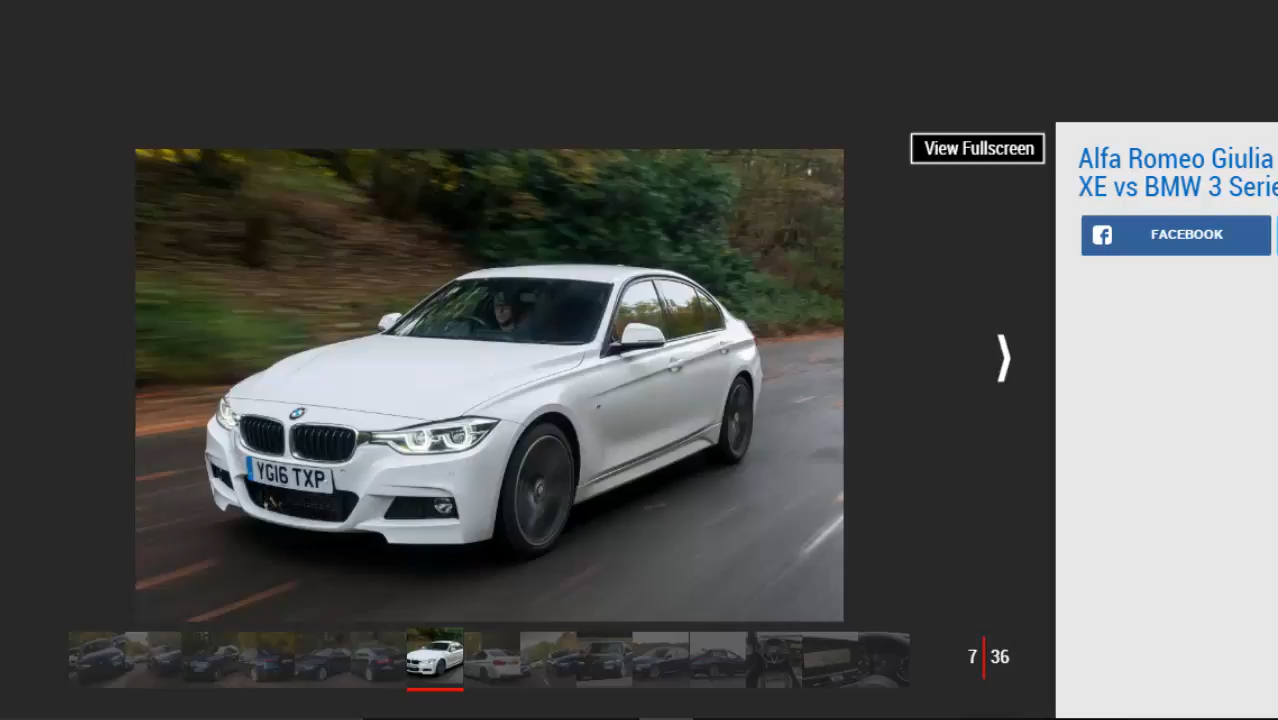 View Fullscreen
Alfa Romeo Giulia
XE vs BMW 3 Serie
FACEBOOK
YG16 TXP
7 36